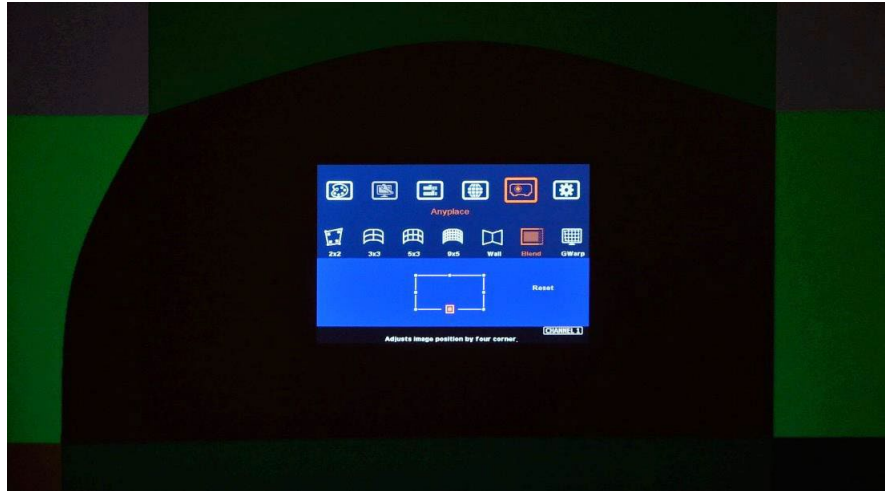 Anyplace
2x2 3x3 5x3 9x5 Wall Blend GWarp
Reset
CHANNEL 1
Adjusts image position by four corner.